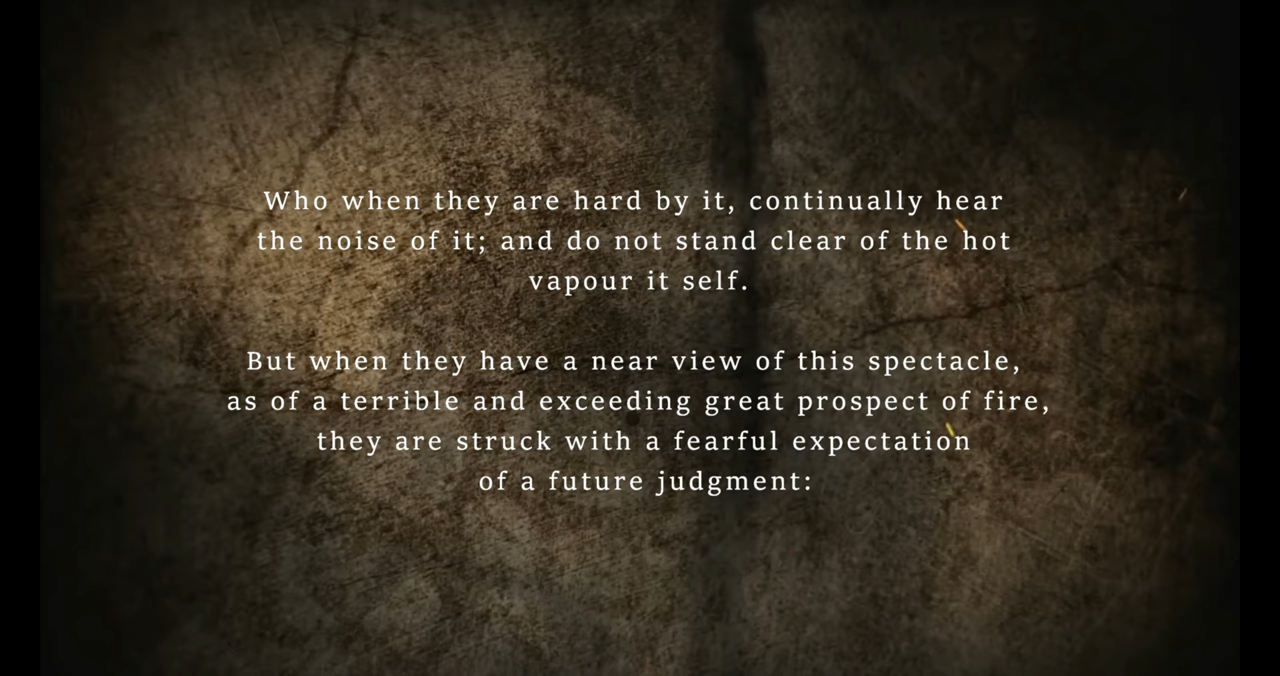 Who when they are hard by it, continually hear
the noise of it; and do not stand clear of the hot
vapour it self.
But when they have a near view of this spectacle,
as of a terrible and exceeding great prospect of fire,
they are struck with a fearful expectation
of a future judgment: